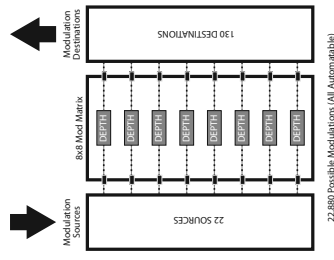 Modulation
Destinations
130 DESTINATIONS
8x8 Mod Matrix
DEPTH
DEPTH
DEPTH
DEPTH
DEPTH
DEPTH
DEPTH
DEPTH
Modulation
Sources
22 SOURCES
22,880 Possible Modulations (All Automatable)